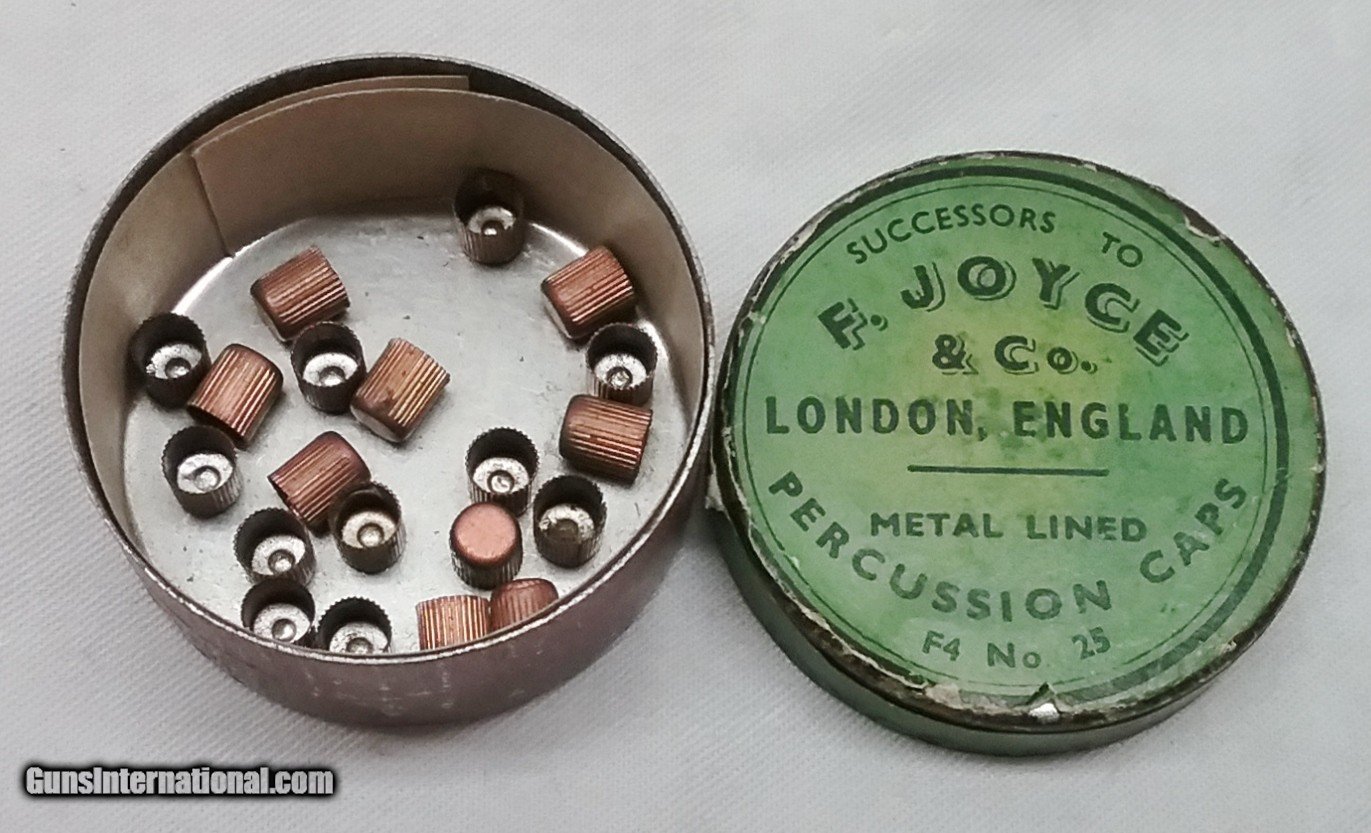 SUCCESSORS TO
F. JOYCE
& Co.
LONDON, ENGLAND
METAL LINED
PERCUSSION CAPS
F4 No 25
GunsInternational.com